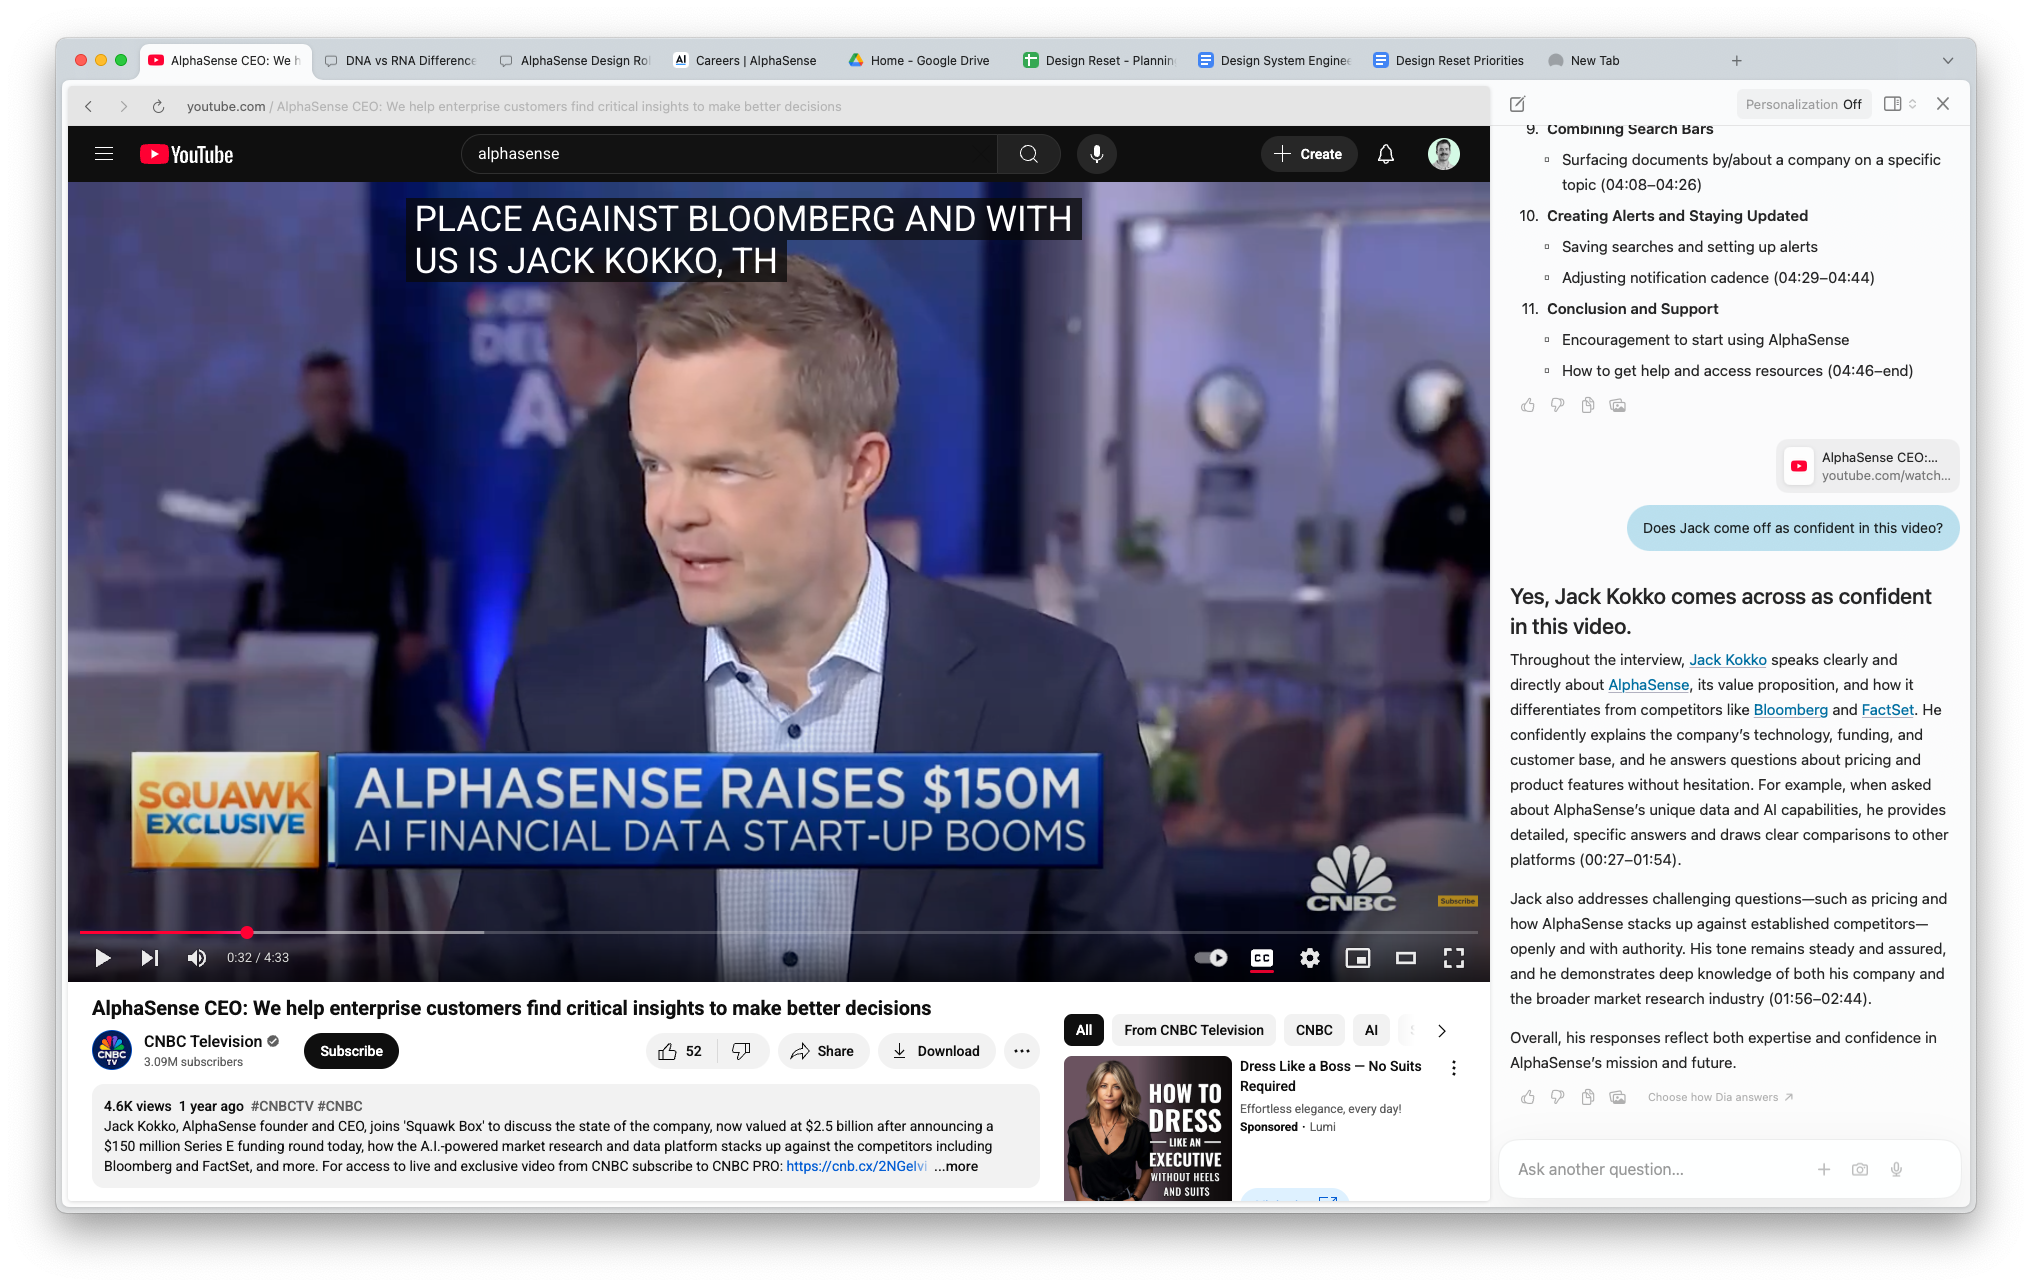 AlphaSense CEO: We h
DNA vs RNA Difference
AlphaSense Design Rol
AI Careers | AlphaSense
Home - Google Drive
Design Reset - Plannin
Design System Enginee
Design Reset Priorities
New Tab
youtube.com / AlphaSense CEO: We help enterprise customers find critical insights to make better decisions
YouTube
alphasense
Create
PLACE AGAINST BLOOMBERG AND WITH
US IS JACK KOKKO, TH
SQUAWK
EXCLUSIVE
ALPHASENSE RAISES $150M
AI FINANCIAL DATA START-UP BOOMS
CNBC
Subscribe
0:32 / 4:33
CC
AlphaSense CEO: We help enterprise customers find critical insights to make better decisions
CNBC
TV
CNBC Television
3.09M subscribers
Subscribe
52
Share
Download
4.6K views 1 year ago #CNBCTV #CNBC
Jack Kokko, AlphaSense founder and CEO, joins 'Squawk Box' to discuss the state of the company, now valued at $2.5 billion after announcing a
$150 million Series E funding round today, how the A.I.-powered market research and data platform stacks up against the competitors including
Bloomberg and FactSet, and more. For access to live and exclusive video from CNBC subscribe to CNBC PRO: https://cnb.cx/2NGelvi ...more
All
From CNBC Television
CNBC
AI
HOW TO
DRESS
LIKE AN
EXECUTIVE
WITHOUT HEELS
AND SUITS
Dress Like a Boss — No Suits
Required
Effortless elegance, every day!
Sponsored · Lumi
Personalization Off
9. Combining Search Bars
Surfacing documents by/about a company on a specific
topic (04:08–04:26)
10. Creating Alerts and Staying Updated
Saving searches and setting up alerts
Adjusting notification cadence (04:29–04:44)
11. Conclusion and Support
Encouragement to start using AlphaSense
How to get help and access resources (04:46–end)
AlphaSense CEO:...
youtube.com/watch...
Does Jack come off as confident in this video?
Yes, Jack Kokko comes across as confident
in this video.
Throughout the interview, Jack Kokko speaks clearly and
directly about AlphaSense, its value proposition, and how it
differentiates from competitors like Bloomberg and FactSet. He
confidently explains the company's technology, funding, and
customer base, and he answers questions about pricing and
product features without hesitation. For example, when asked
about AlphaSense's unique data and AI capabilities, he provides
detailed, specific answers and draws clear comparisons to other
platforms (00:27–01:54).
Jack also addresses challenging questions—such as pricing and
how AlphaSense stacks up against established competitors—
openly and with authority. His tone remains steady and assured,
and he demonstrates deep knowledge of both his company and
the broader market research industry (01:56–02:44).
Overall, his responses reflect both expertise and confidence in
AlphaSense's mission and future.
Choose how Dia answers
Ask another question...